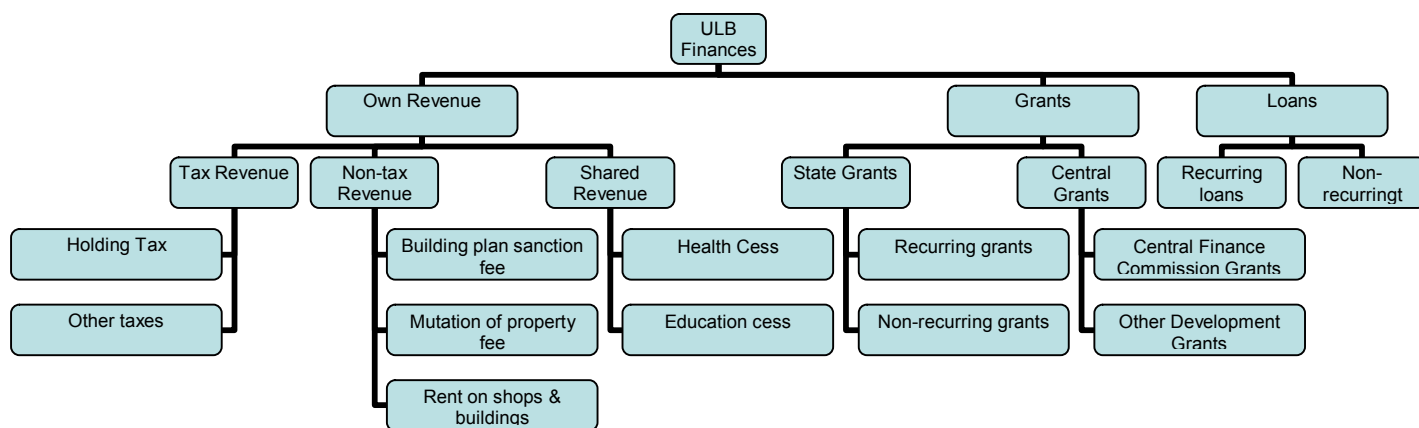 ULB
Finances
Own Revenue
Grants
Loans
Tax Revenue
Non-tax
Revenue
Shared
Revenue
State Grants
Central
Grants
Recurring
loans
Non-
recurringt
Holding Tax
Building plan sanction
fee
Health Cess
Recurring grants
Central Finance
Commission Grants
Other taxes
Mutation of property
fee
Education cess
Non-recurring grants
Other Development
Grants
Rent on shops &
buildings